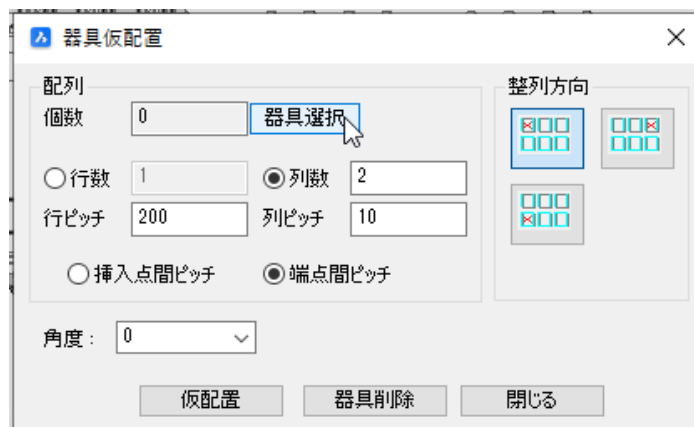 器具仮配置
配列
個数 0 器具選択
行数 1 列数 2
行ピッチ 200 列ピッチ 10
挿入点間ピッチ 端点間ピッチ
整列方向
角度: 0
仮配置 器具削除 閉じる